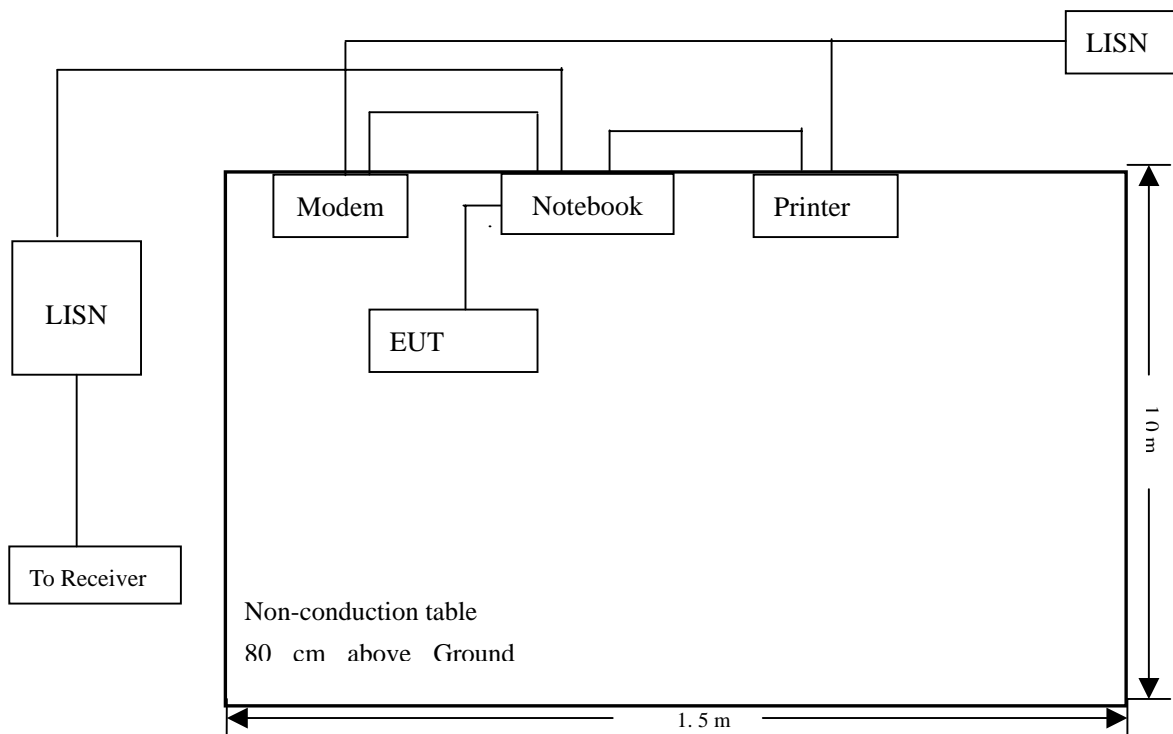 LISN
Modem
Notebook
Printer
LISN
EUT
1.0 m
To Receiver
Non-conduction table
80 cm above Ground
1.5 m